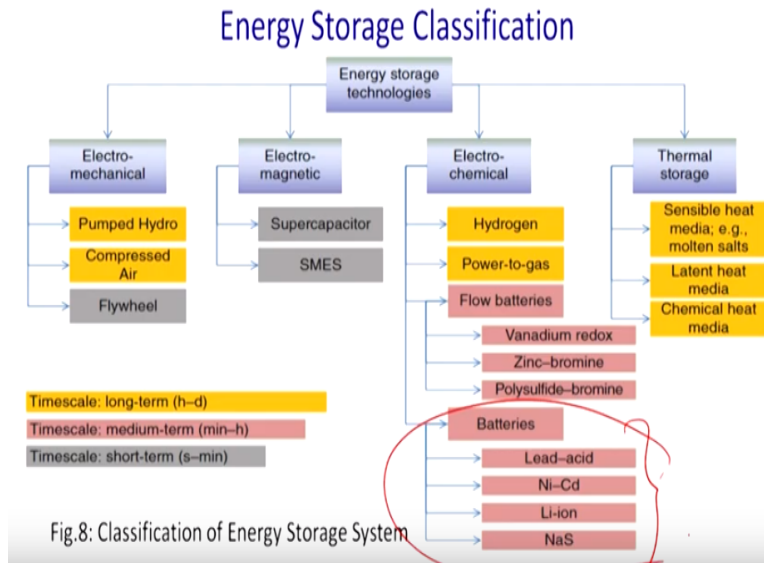 Energy Storage Classification
Energy storage
technologies
Electro-
mechanical
Electro-
magnetic
Electro-
chemical
Thermal
storage
Pumped Hydro
Compressed
Air
Flywheel
Supercapacitor
SMES
Hydrogen
Power-to-gas
Flow batteries
Vanadium redox
Zinc–bromine
Polysulfide–bromine
Batteries
Lead–acid
Ni–Cd
Li-ion
NaS
Sensible heat
media; e.g.,
molten salts
Latent heat
media
Chemical heat
media
Timescale: long-term (h–d)
Timescale: medium-term (min–h)
Timescale: short-term (s–min)
Fig.8: Classification of Energy Storage System